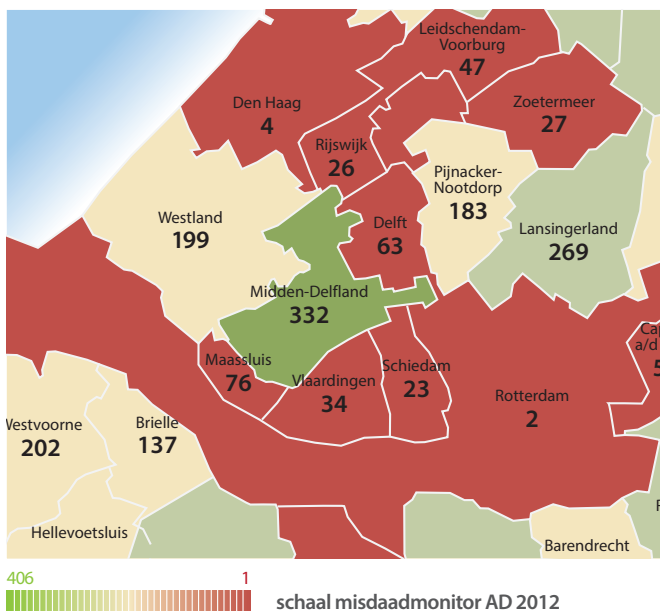 Leidschendam-
Voorburg
47
Den Haag
4
Zoetermeer
27
Rijswijk
26
Pijnacker-
Nootdorp
183
Westland
199
Delft
63
Lansingerland
269
Midden-Delfland
332
Maassluis
76
Vlaardingen
34
Schiedam
23
Rotterdam
2
a/d
Westvoorne
202
Brielle
137
Hellevoetsluis
Barendrecht
406
1
schaal misdaadmonitor AD 2012